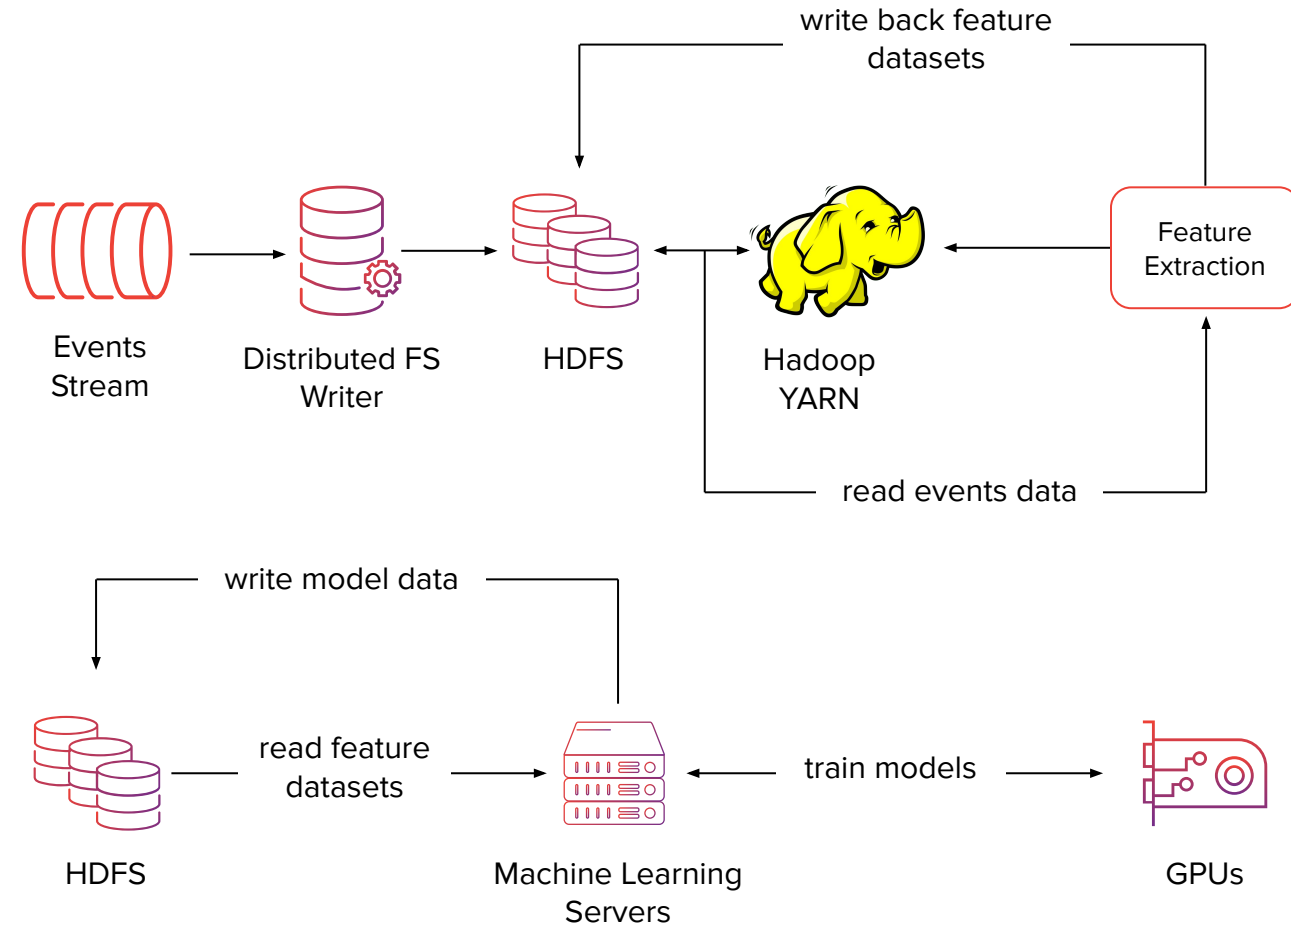 write back feature
datasets
Feature
Extraction
Events
Stream
Distributed FS
Writer
HDFS
Hadoop
YARN
read events data
write model data
read feature
datasets
train models
HDFS
Machine Learning
Servers
GPUs